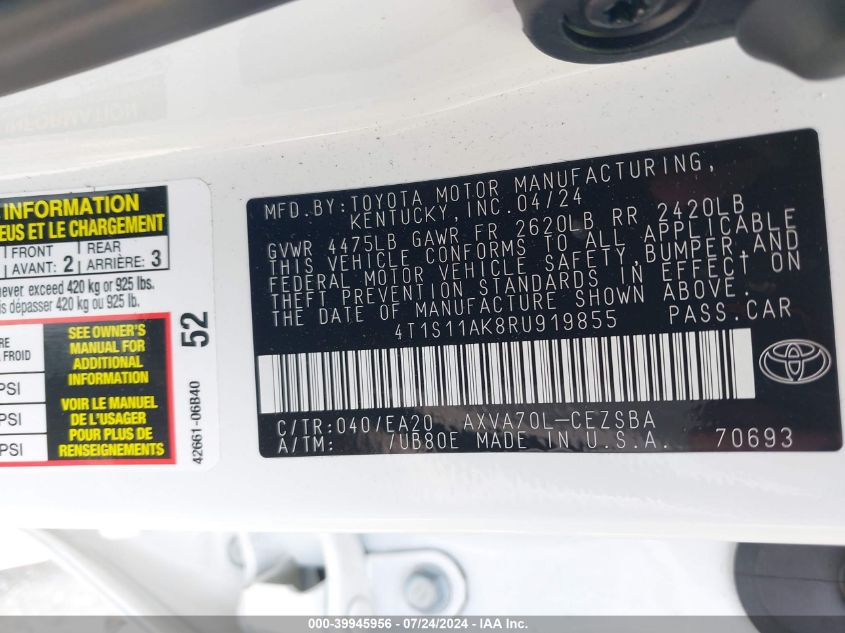 INFORMATION
EUS ET LE CHARGEMENT
FRONT
AVANT: 2
REAR
ARRIÈRE: 3
never exceed 420 kg or 925 lbs.
dépasser 420 kg ou 925 lb.
FROID
PSI
PSI
PSI
SEE OWNER'S
MANUAL FOR
ADDITIONAL
INFORMATION
VOIR LE MANUEL
DE L'USAGER
POUR PLUS DE
RENSEIGNEMENTS
52
42661-06B40
MFD.BY:TOYOTA MOTOR MANUFACTURING,
KENTUCKY,INC.04/24
GVWR 4475LB GAWR FR 2620LB RR 2420LB
THIS VEHICLE CONFORMS TO ALL APPLICABLE
FEDERAL MOTOR VEHICLE SAFETY,BUMPER,AND
THEFT PREVENTION STANDARDS IN EFFECT ON
THE DATE OF MANUFACTURE SHOWN ABOVE.
4T1S11AK8RU919855 PASS.CAR
C/TR:040/EA20 AXVA70L-CEZSBA
A/TM: /UB80E MADE IN U.S.A. 70693
000-39945956 | 07/24/2024 - IAA Inc.